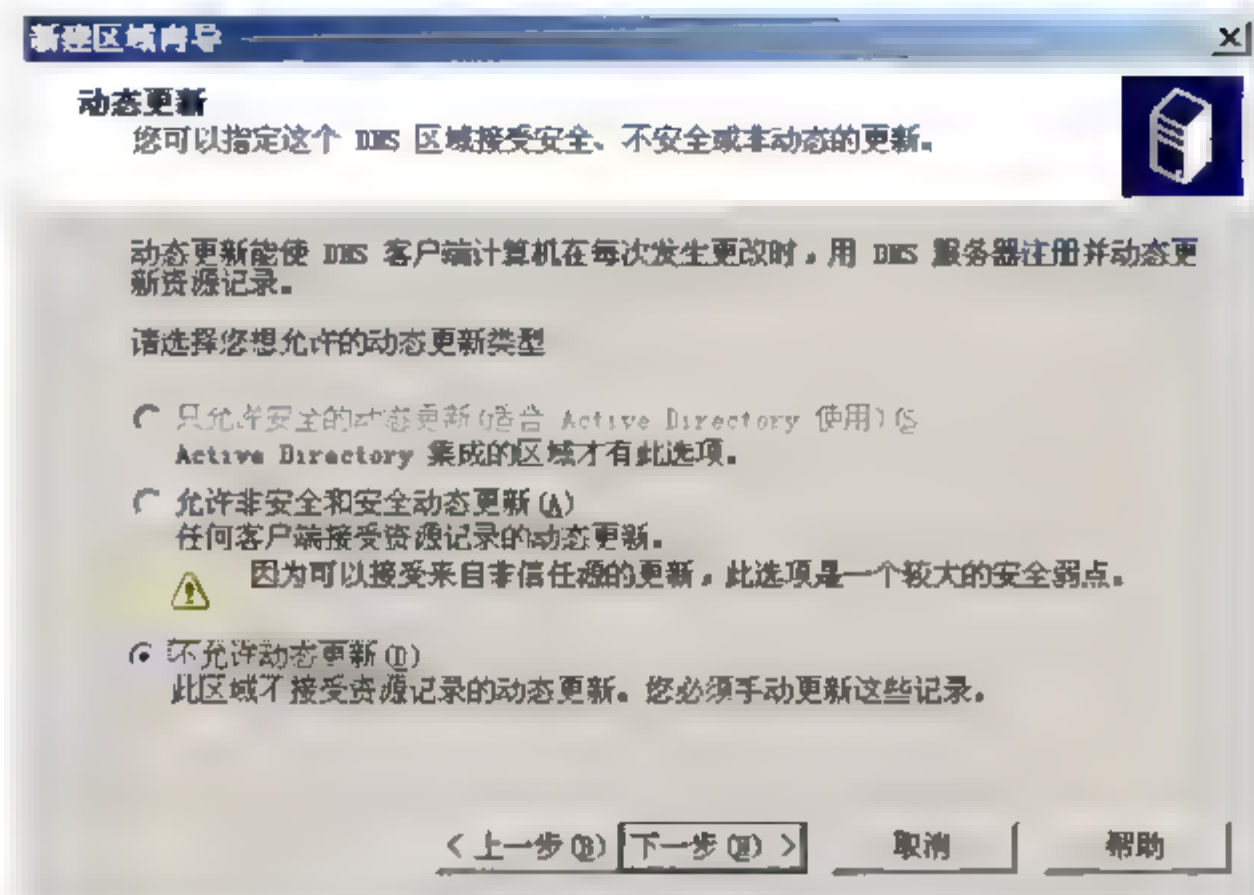 新建区域向导
动态更新
您可以指定这个 DNS 区域接受安全、不安全或非动态的更新。
动态更新能使 DNS 客户端计算机在每次发生更改时，用 DNS 服务器注册并动态更
新资源记录。
请选择您想允许的动态更新类型
只允许安全的动态更新(适合 Active Directory 使用)(S
Active Directory 集成的区域才有此选项。
允许非安全和安全动态更新(A)
任何客户端接受资源记录的动态更新。
因为可以接受来自非信任源的更新，此选项是一个较大的安全弱点。
不允许动态更新(D)
此区域不接受资源记录的动态更新。您必须手动更新这些记录。
< 上一步(B) 下一步(N) > 取消 帮助